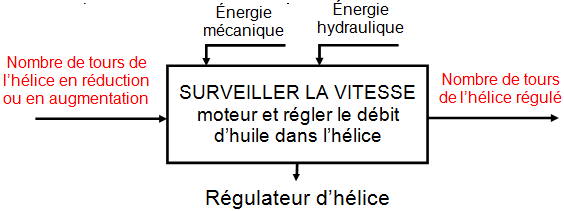 Énergie
mécanique
Énergie
hydraulique
Nombre de tours de
l'hélice en réduction
ou en augmentation
SURVEILLER LA VITESSE
moteur et régler le débit
d'huile dans l'hélice
Nombre de tours
de l'hélice régulé
Régulateur d'hélice